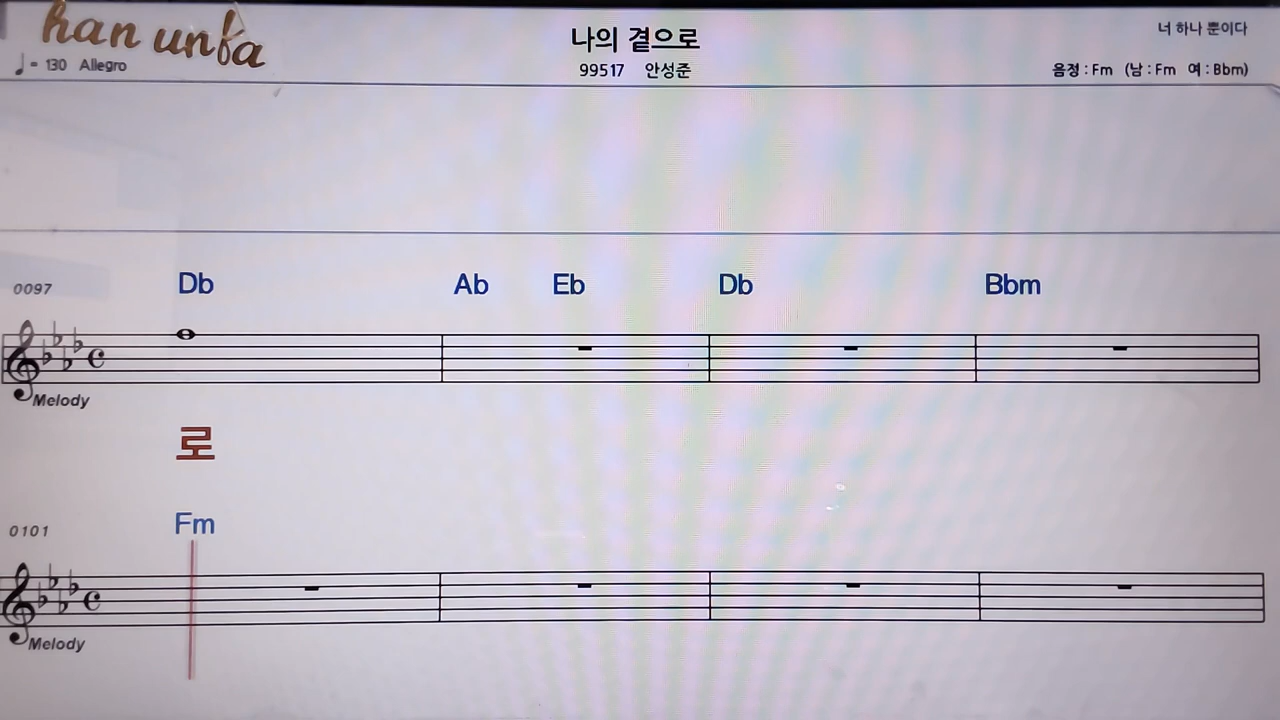 han unba
나의 곁으로
너 하나 뿐이다
♩= 130 Allegro
99517 안성준
음정 : Fm (남 : Fm 여 : Bbm)
0097 Db Ab Eb Db Bbm
Melody
로
0101 Fm
Melody